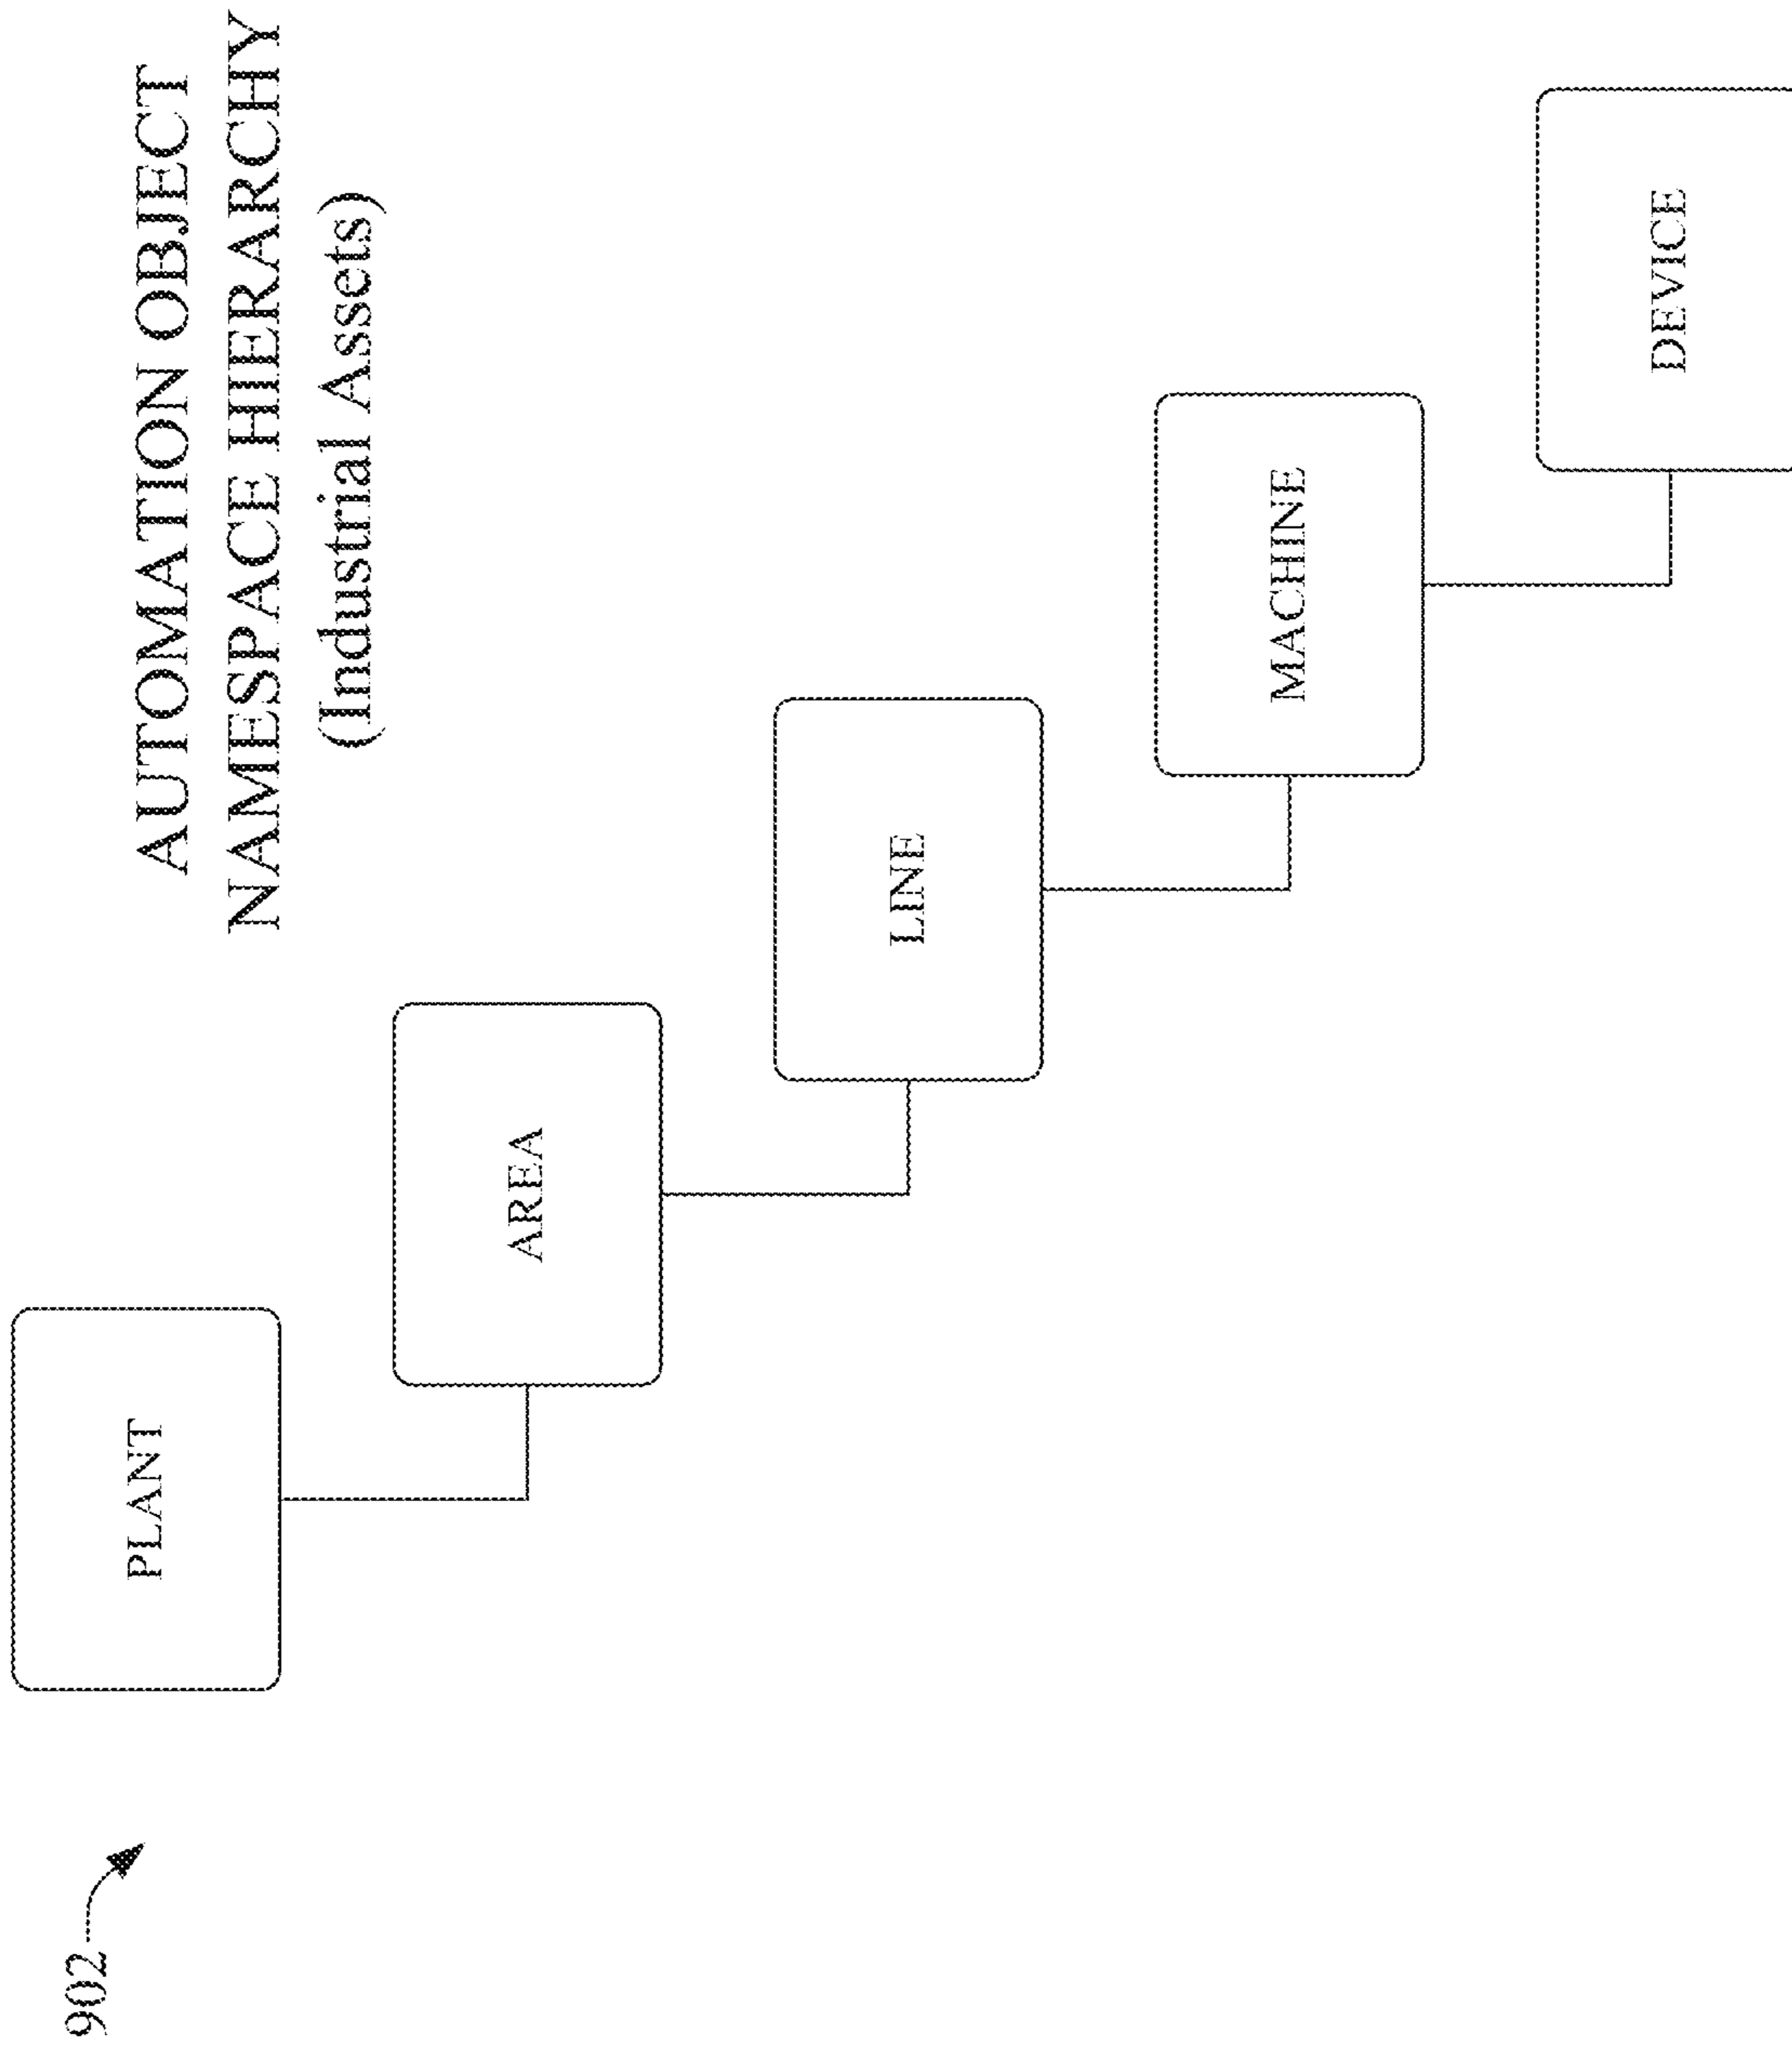 902
AUTOMATION OBJECT
NAMESPACE HIERARCHY
(Industrial Assets)
PLANT
AREA
LINE
MACHINE
DEVICE